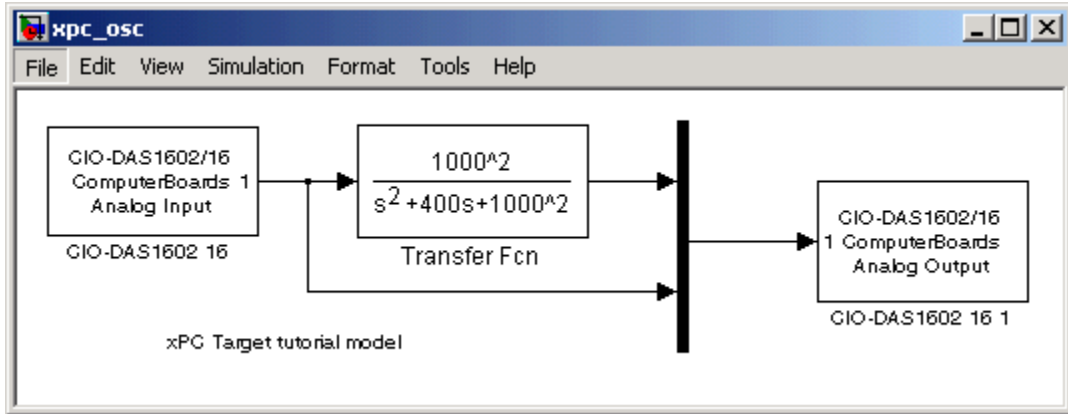 xpc_osc
File Edit View Simulation Format Tools Help
CIO-DAS1602/16
ComputerBoards 1
Analog Input
CIO-DAS1602 16
1000^2
s²+400s+1000^2
Transfer Fcn
CIO-DAS1602/16
1 ComputerBoards
Analog Output
CIO-DAS1602 16 1
xPC Target tutorial model